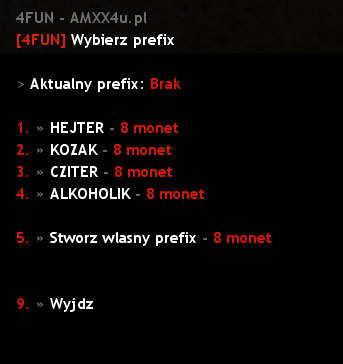 4FUN - AMXX4u.pl
[4FUN] Wybierz prefix
> Aktualny prefix: Brak
1. » HEJTER - 8 monet
2. » KOZAK - 8 monet
3. » CZITER - 8 monet
4. » ALKOHOLIK - 8 monet
5. » Stworz wlasny prefix - 8 monet
9. » Wyjdz